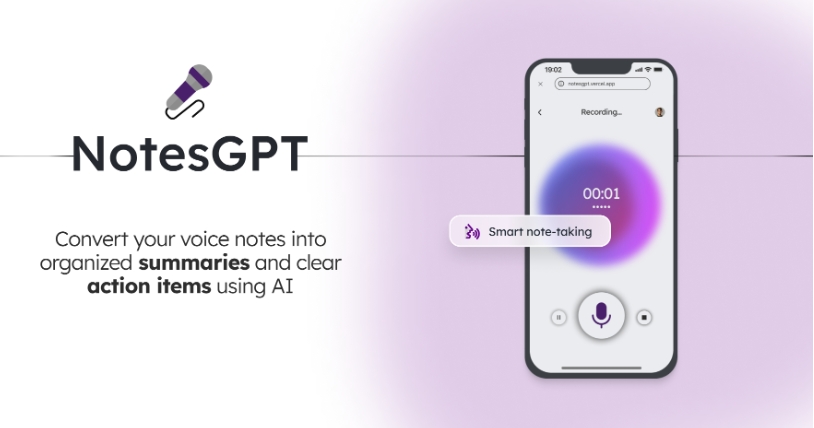 NotesGPT
Convert your voice notes into
organized summaries and clear
action items using AI
19:02
notesgpt.vercel.app
Recording...
00:01
Smart note-taking